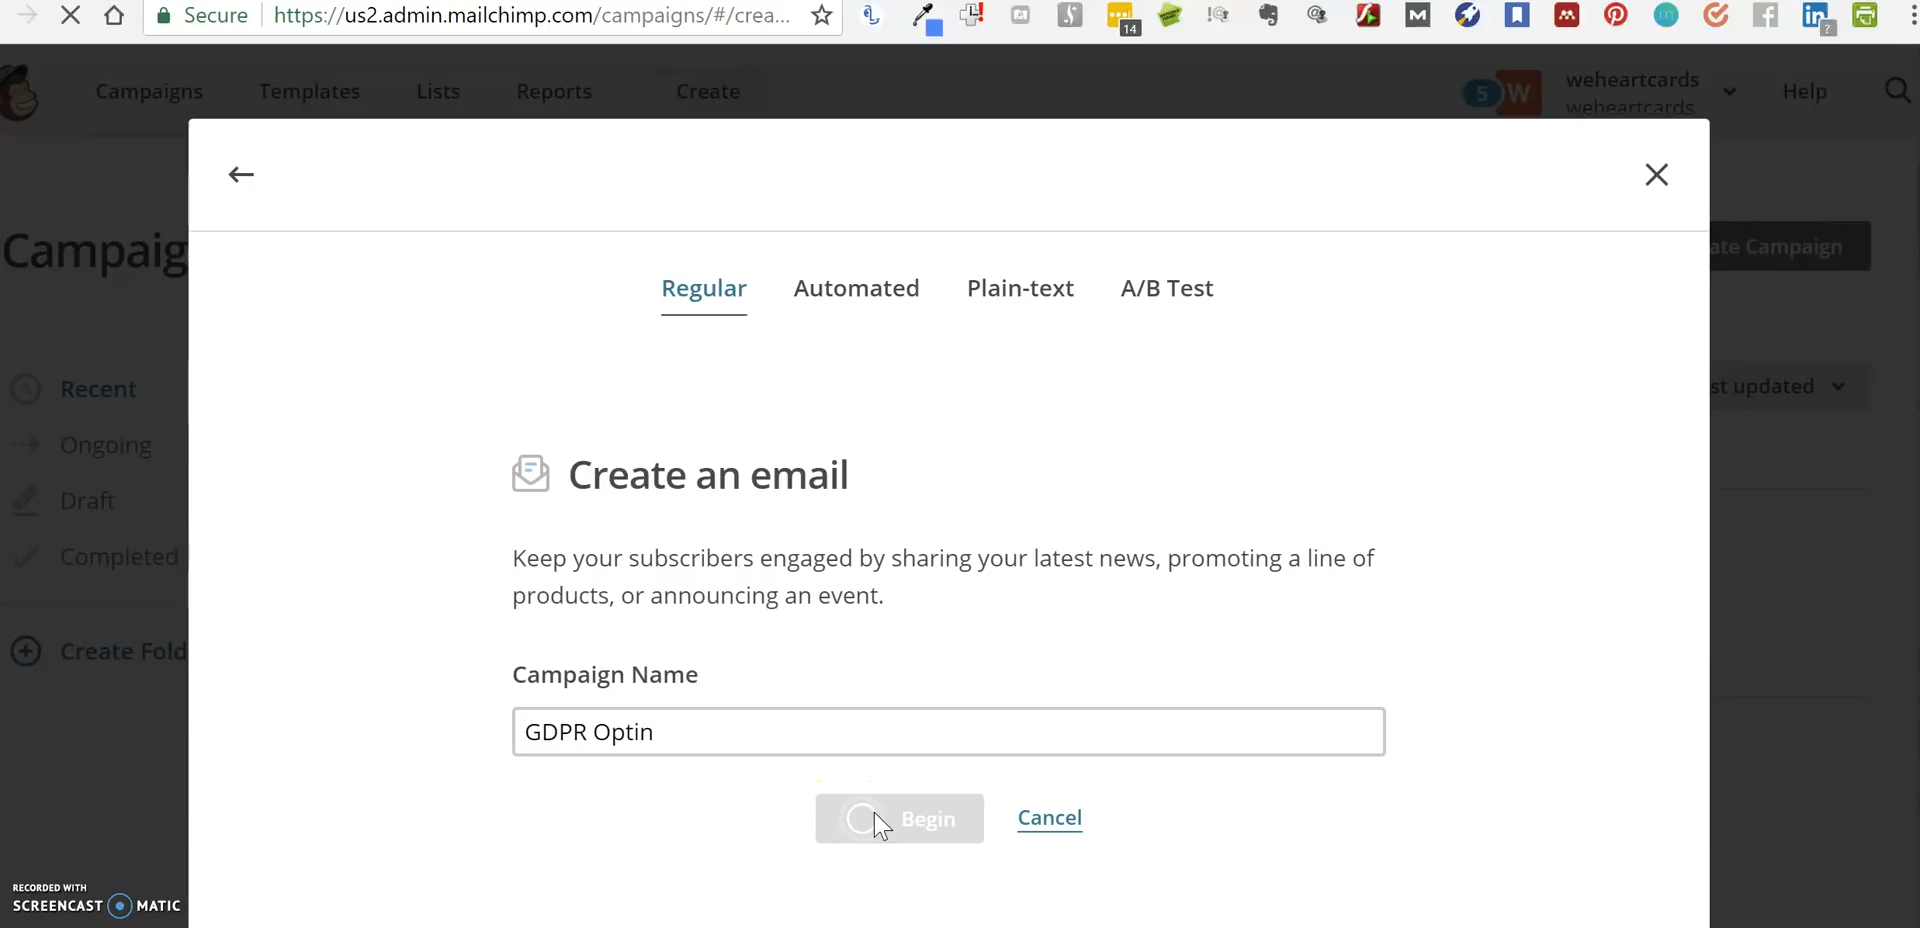 Secure https://us2.admin.mailchimp.com/campaigns/#/crea...
14
?
Campaigns Templates Lists Reports Create 5 W weheartcards Help
weheartcards
Campaig ate Campaign
Regular Automated Plain-text A/B Test
Recent st updated
Ongoing
Draft
Completed
Create Fold
Create an email
Keep your subscribers engaged by sharing your latest news, promoting a line of
products, or announcing an event.
Campaign Name
GDPR Optin
Begin Cancel
RECORDED WITH
SCREENCAST MATIC